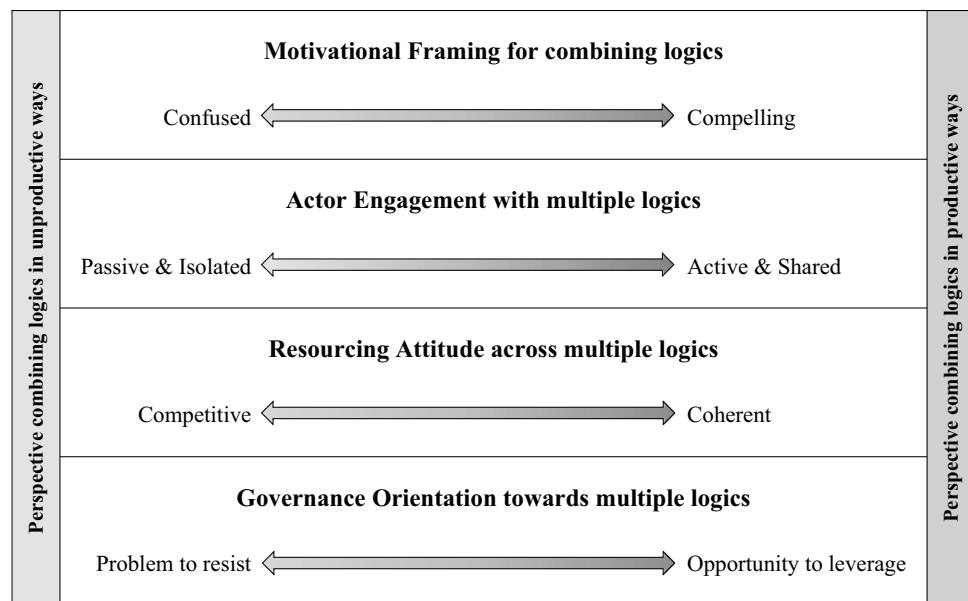 Perspective combining logics in unproductive ways
Motivational Framing for combining logics
Confused
Compelling
Actor Engagement with multiple logics
Passive & Isolated
Active & Shared
Resourcing Attitude across multiple logics
Competitive
Coherent
Governance Orientation towards multiple logics
Problem to resist
Opportunity to leverage
Perspective combining logics in productive ways